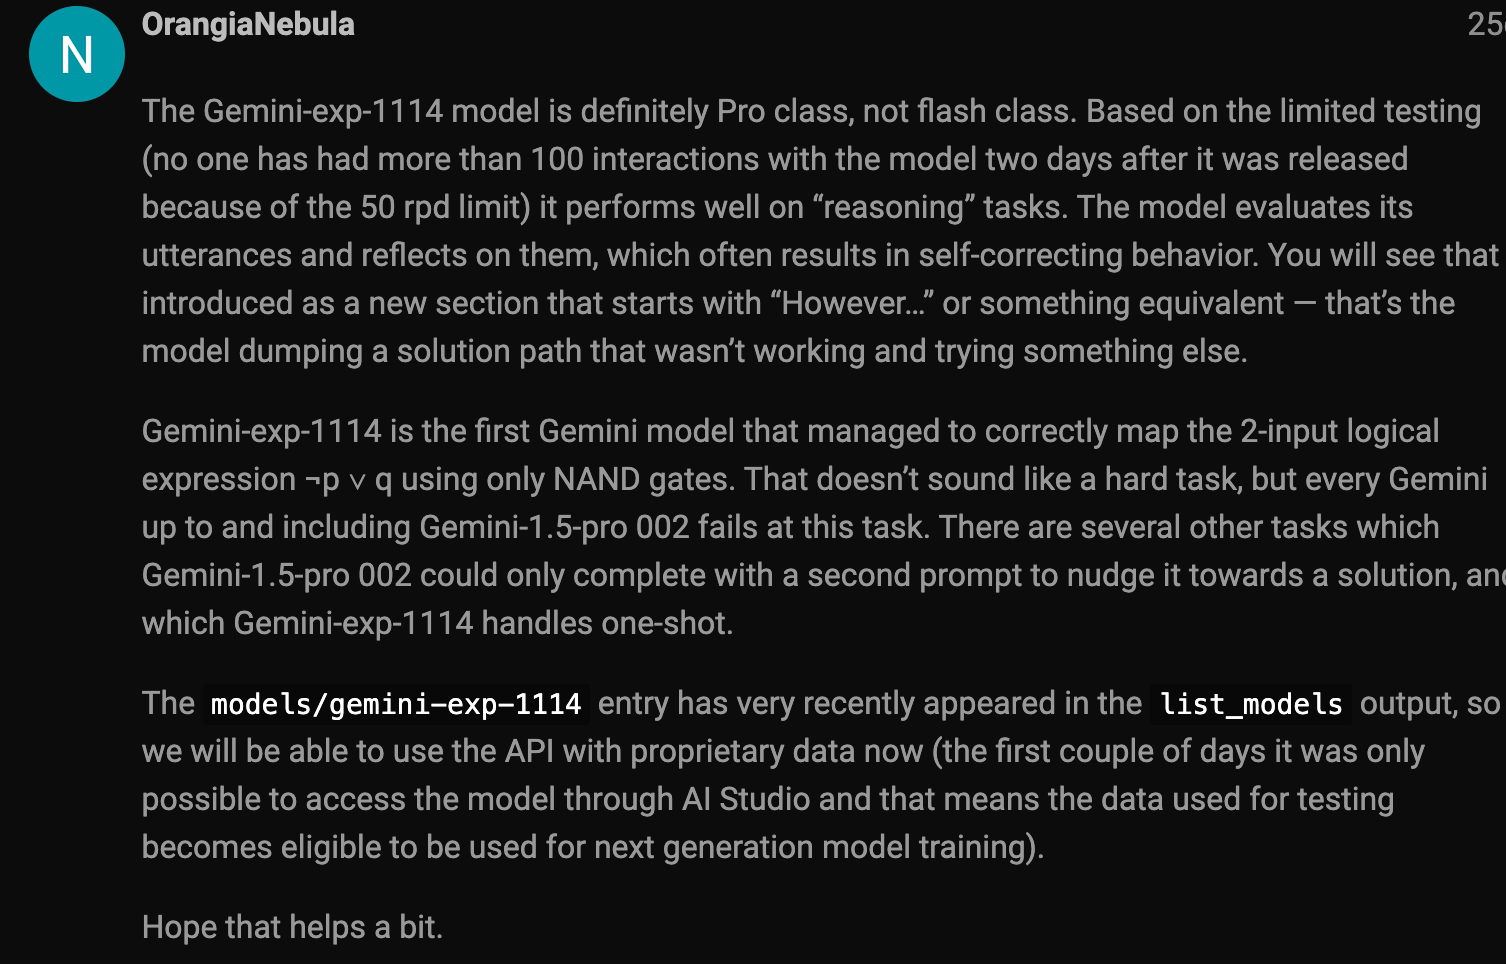 N
OrangiaNebula
25
The Gemini-exp-1114 model is definitely Pro class, not flash class. Based on the limited testing
(no one has had more than 100 interactions with the model two days after it was released
because of the 50 rpd limit) it performs well on “reasoning” tasks. The model evaluates its
utterances and reflects on them, which often results in self-correcting behavior. You will see that
introduced as a new section that starts with “However…” or something equivalent — that’s the
model dumping a solution path that wasn’t working and trying something else.
Gemini-exp-1114 is the first Gemini model that managed to correctly map the 2-input logical
expression ¬p ∨ q using only NAND gates. That doesn’t sound like a hard task, but every Gemini
up to and including Gemini-1.5-pro 002 fails at this task. There are several other tasks which
Gemini-1.5-pro 002 could only complete with a second prompt to nudge it towards a solution, and
which Gemini-exp-1114 handles one-shot.
The models/gemini-exp-1114 entry has very recently appeared in the list_models output, so
we will be able to use the API with proprietary data now (the first couple of days it was only
possible to access the model through AI Studio and that means the data used for testing
becomes eligible to be used for next generation model training).
Hope that helps a bit.